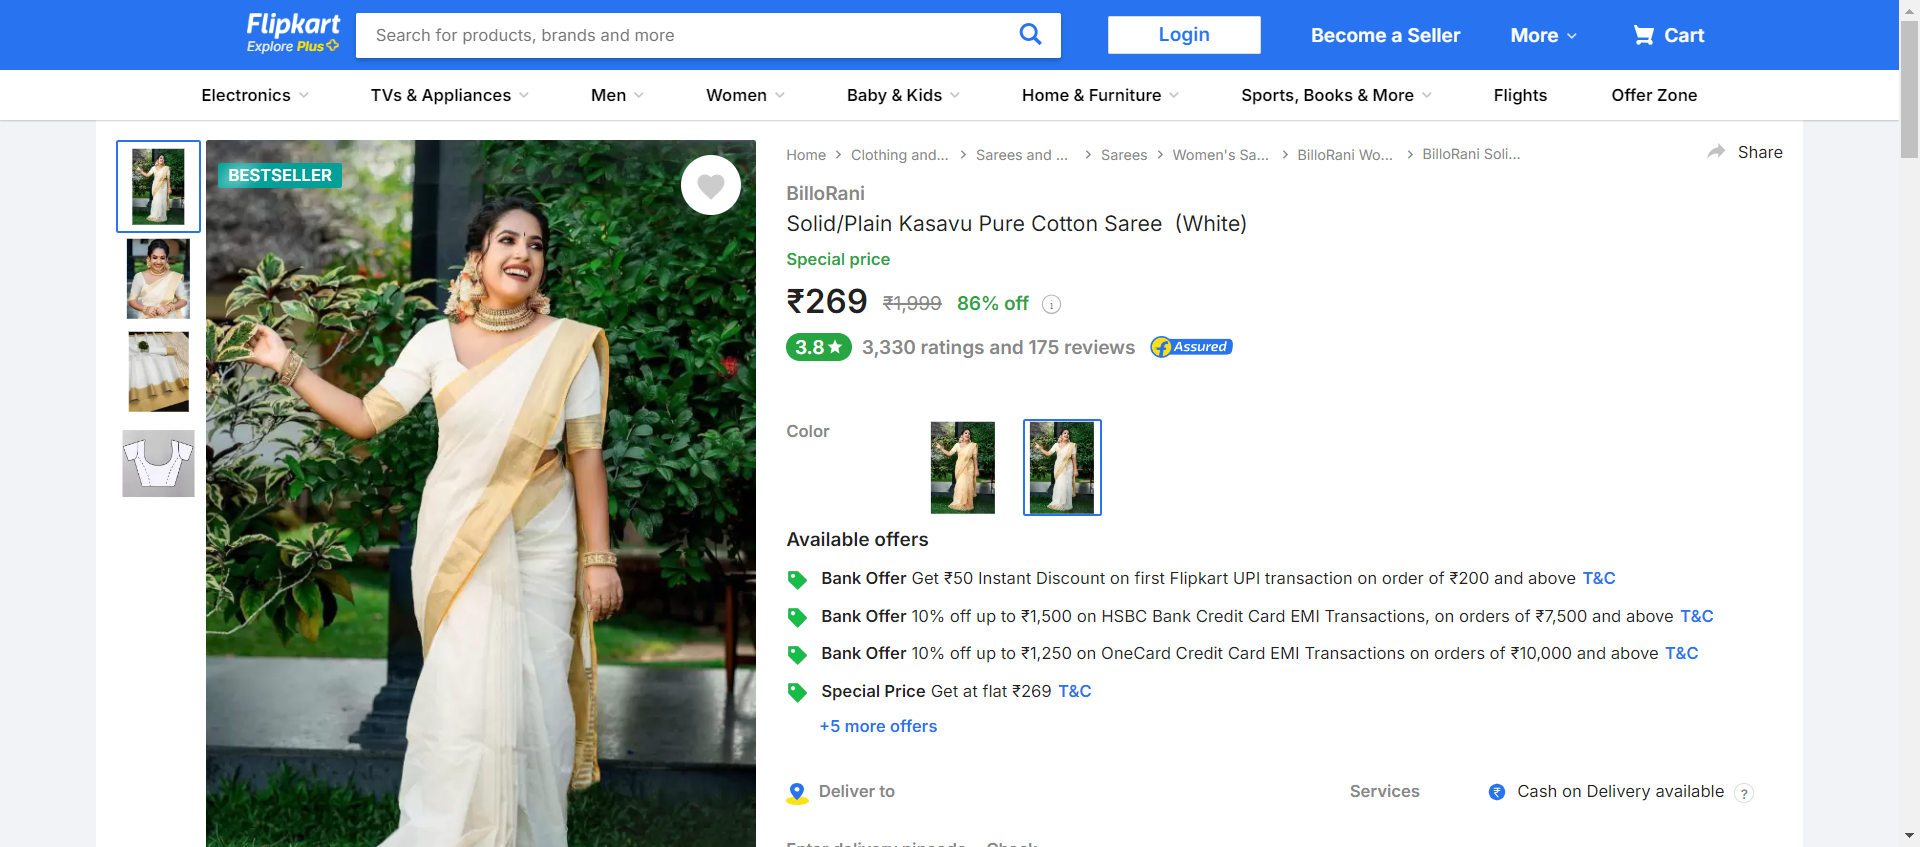 Flipkart
Explore Plus
Search for products, brands and more
Login
Become a Seller
More
Cart
Electronics
TVs & Appliances
Men
Women
Baby & Kids
Home & Furniture
Sports, Books & More
Flights
Offer Zone
BESTSELLER
Home
Clothing and...
Sarees and ...
Sarees
Women's Sa...
BilloRani Wo...
BilloRani Soli...
Share
BilloRani
Solid/Plain Kasavu Pure Cotton Saree (White)
Special price
₹269 ₹1,999 86% off i
3.8★ 3,330 ratings and 175 reviews f Assured
Color
Available offers
Bank Offer Get ₹50 Instant Discount on first Flipkart UPI transaction on order of ₹200 and above T&C
Bank Offer 10% off up to ₹1,500 on HSBC Bank Credit Card EMI Transactions, on orders of ₹7,500 and above T&C
Bank Offer 10% off up to ₹1,250 on OneCard Credit Card EMI Transactions on orders of ₹10,000 and above T&C
Special Price Get at flat ₹269 T&C
+5 more offers
Deliver to
Services
₹ Cash on Delivery available ?
Enter delivery pincode Check